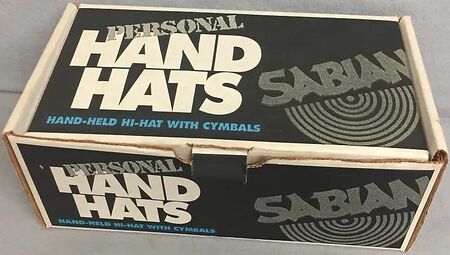 PERSONAL
HAND
HATS
HAND-HELD HI-HAT WITH CYMBALS
SABIAN
PERSONAL
HAND
HATS
HAND-HELD HI-HAT WITH CYMBALS
SABIAN